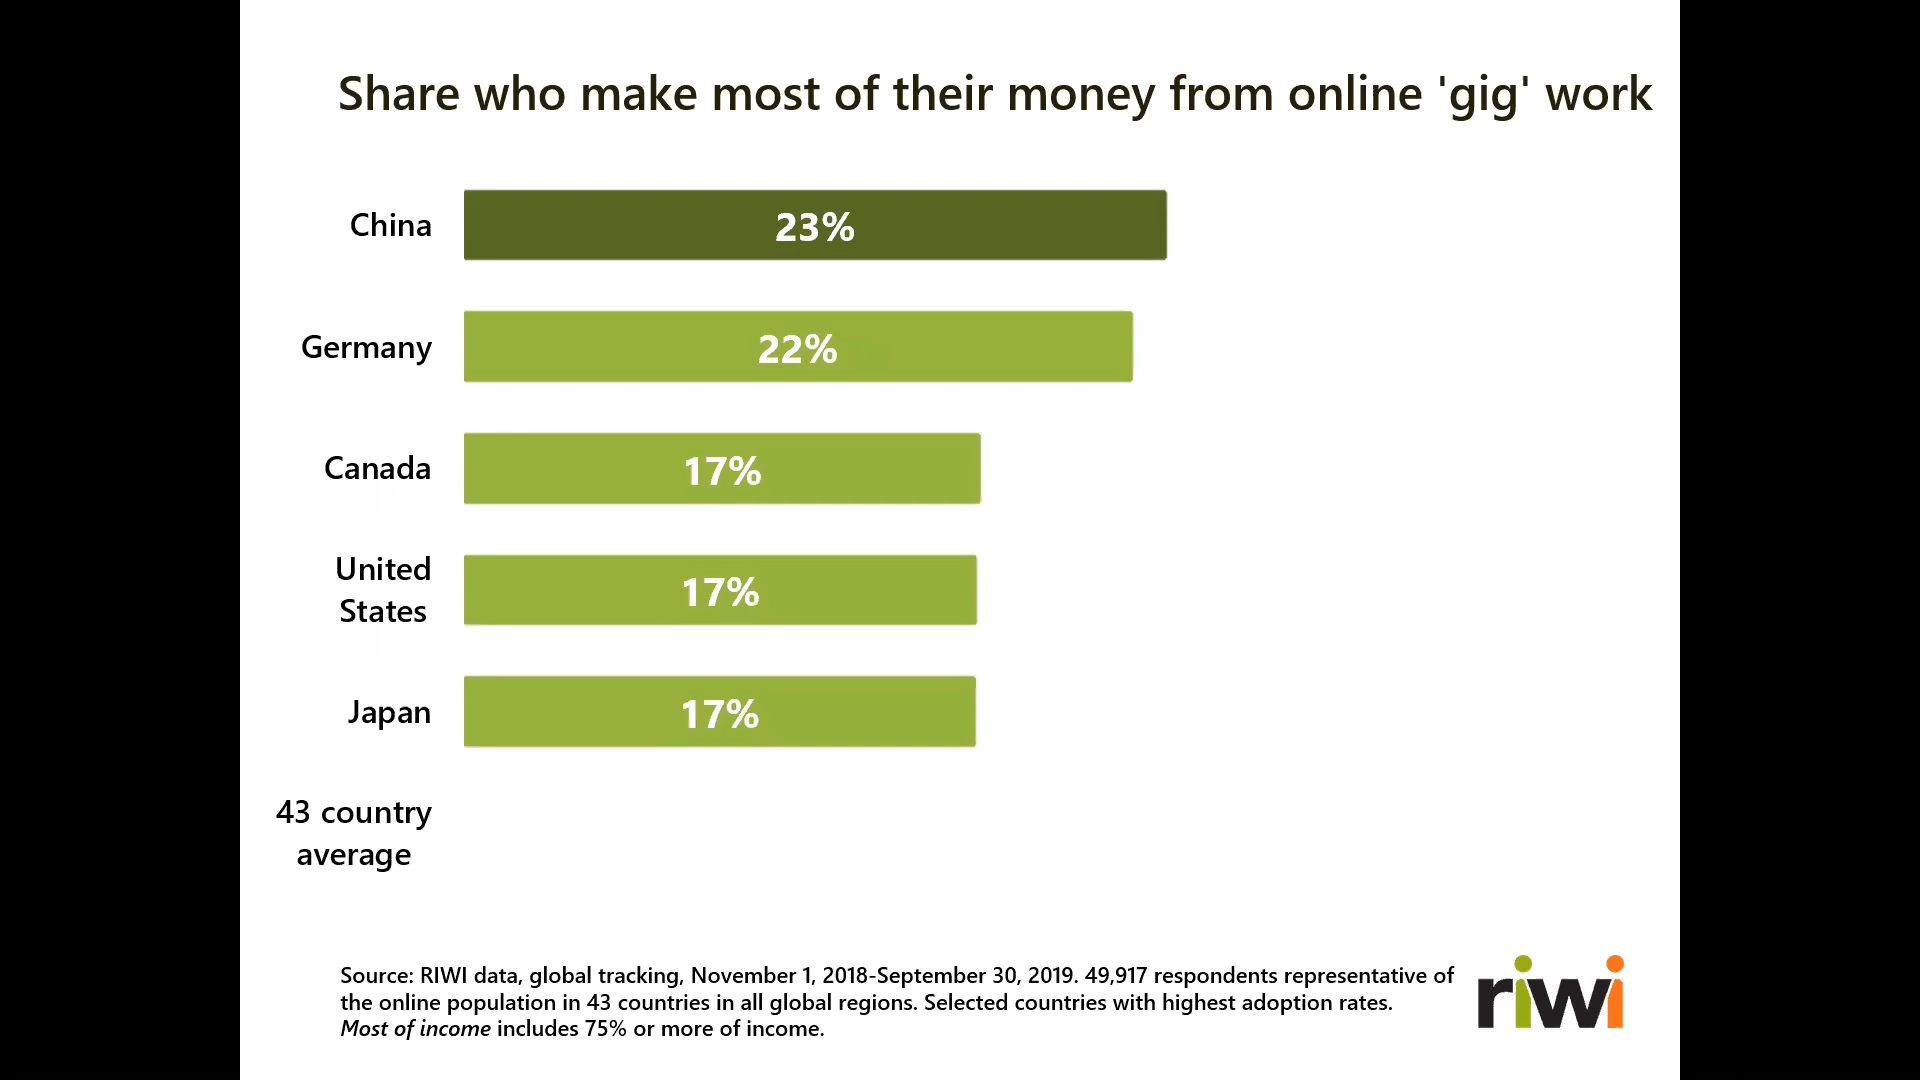 Share who make most of their money from online 'gig' work
China
23%
Germany
22%
Canada
17%
United
States
17%
Japan
17%
43 country
average
Source: RIWI data, global tracking, November 1, 2018-September 30, 2019. 49,917 respondents representative of
the online population in 43 countries in all global regions. Selected countries with highest adoption rates.
Most of income includes 75% or more of income.
riwi